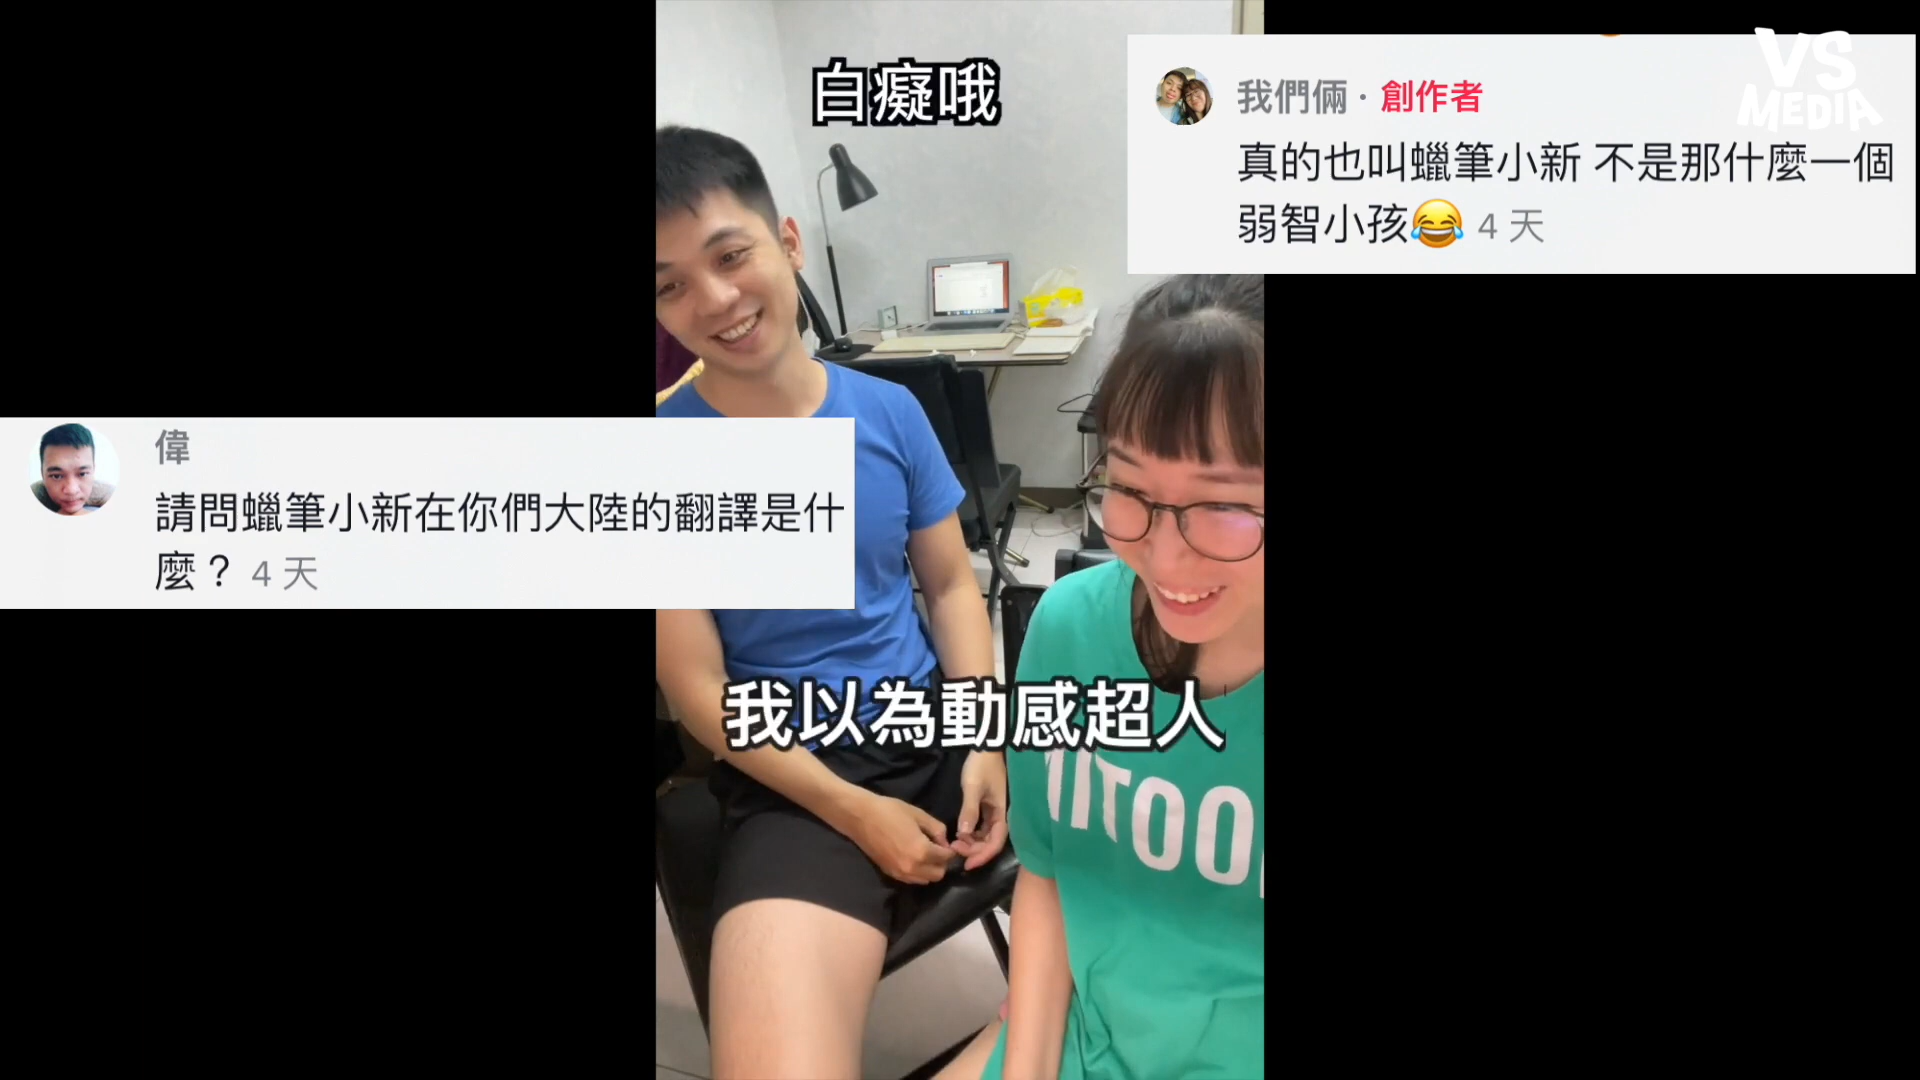 白癡哦
VS
MEDIA
我們倆·創作者
真的也叫蠟筆小新 不是那什麼一個
弱智小孩😂 4 天
偉
請問蠟筆小新在你們大陸的翻譯是什
麼？ 4 天
我以為動感超人